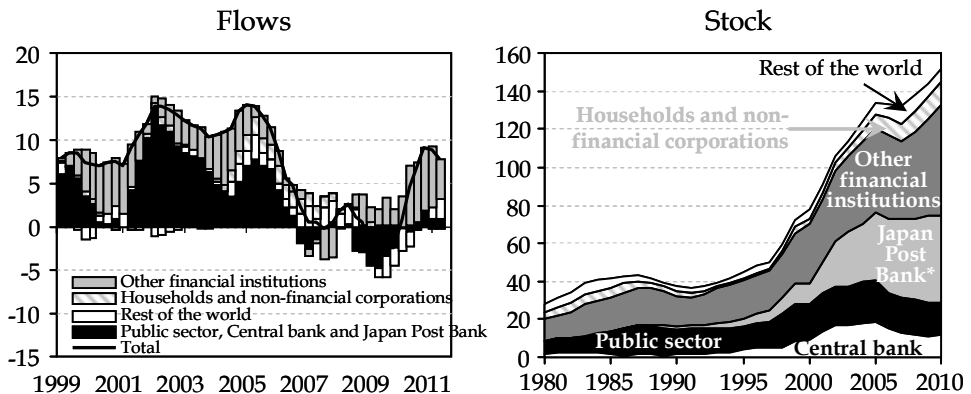 Flows
20
15
10
5
0
-5
-10
-15
Other financial institutions
Households and non-financial corporations
Rest of the world
Public sector, Central bank and Japan Post Bank
Total
1999 2001 2003 2005 2007 2009 2011
Stock
160
140
120
100
80
60
40
20
0
Rest of the world
Households and non-
financial corporations
Other
financial
institutions
Japan
Post
Bank*
Public sector
Central bank
1980 1985 1990 1995 2000 2005 2010